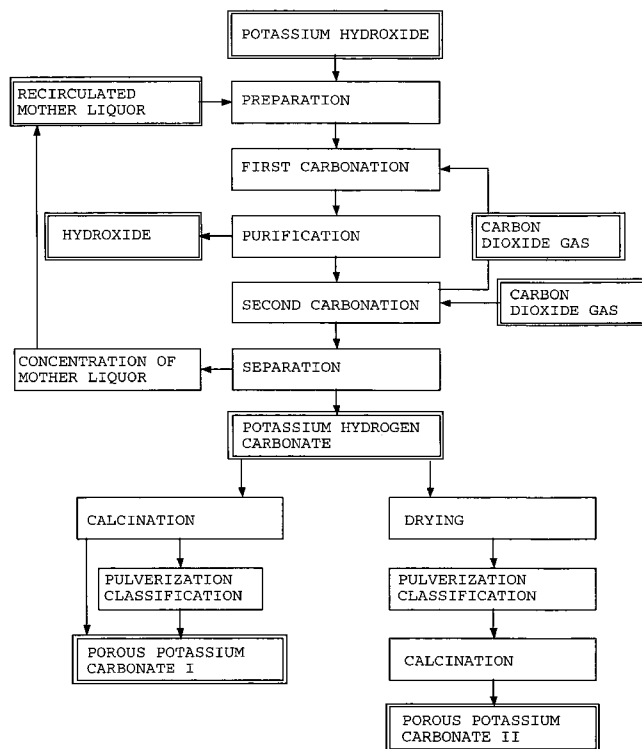 POTASSIUM HYDROXIDE
RECIRCULATED
MOTHER LIQUOR
PREPARATION
FIRST CARBONATION
HYDROXIDE
PURIFICATION
CARBON
DIOXIDE GAS
SECOND CARBONATION
CARBON
DIOXIDE GAS
CONCENTRATION OF
MOTHER LIQUOR
SEPARATION
POTASSIUM HYDROGEN
CARBONATE
CALCINATION
DRYING
PULVERIZATION
CLASSIFICATION
PULVERIZATION
CLASSIFICATION
POROUS POTASSIUM
CARBONATE I
CALCINATION
POROUS POTASSIUM
CARBONATE II